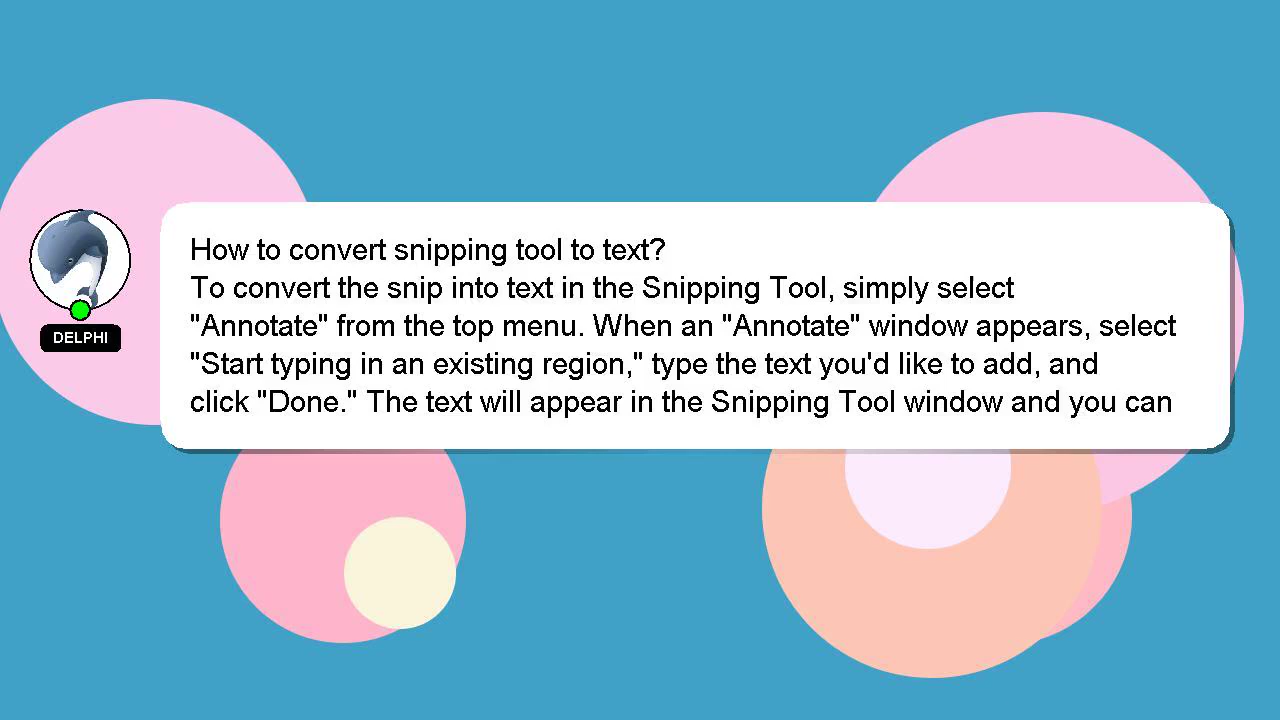 How to convert snipping tool to text?
To convert the snip into text in the Snipping Tool, simply select
"Annotate" from the top menu. When an "Annotate" window appears, select
"Start typing in an existing region," type the text you'd like to add, and
click "Done." The text will appear in the Snipping Tool window and you can
DELPHI